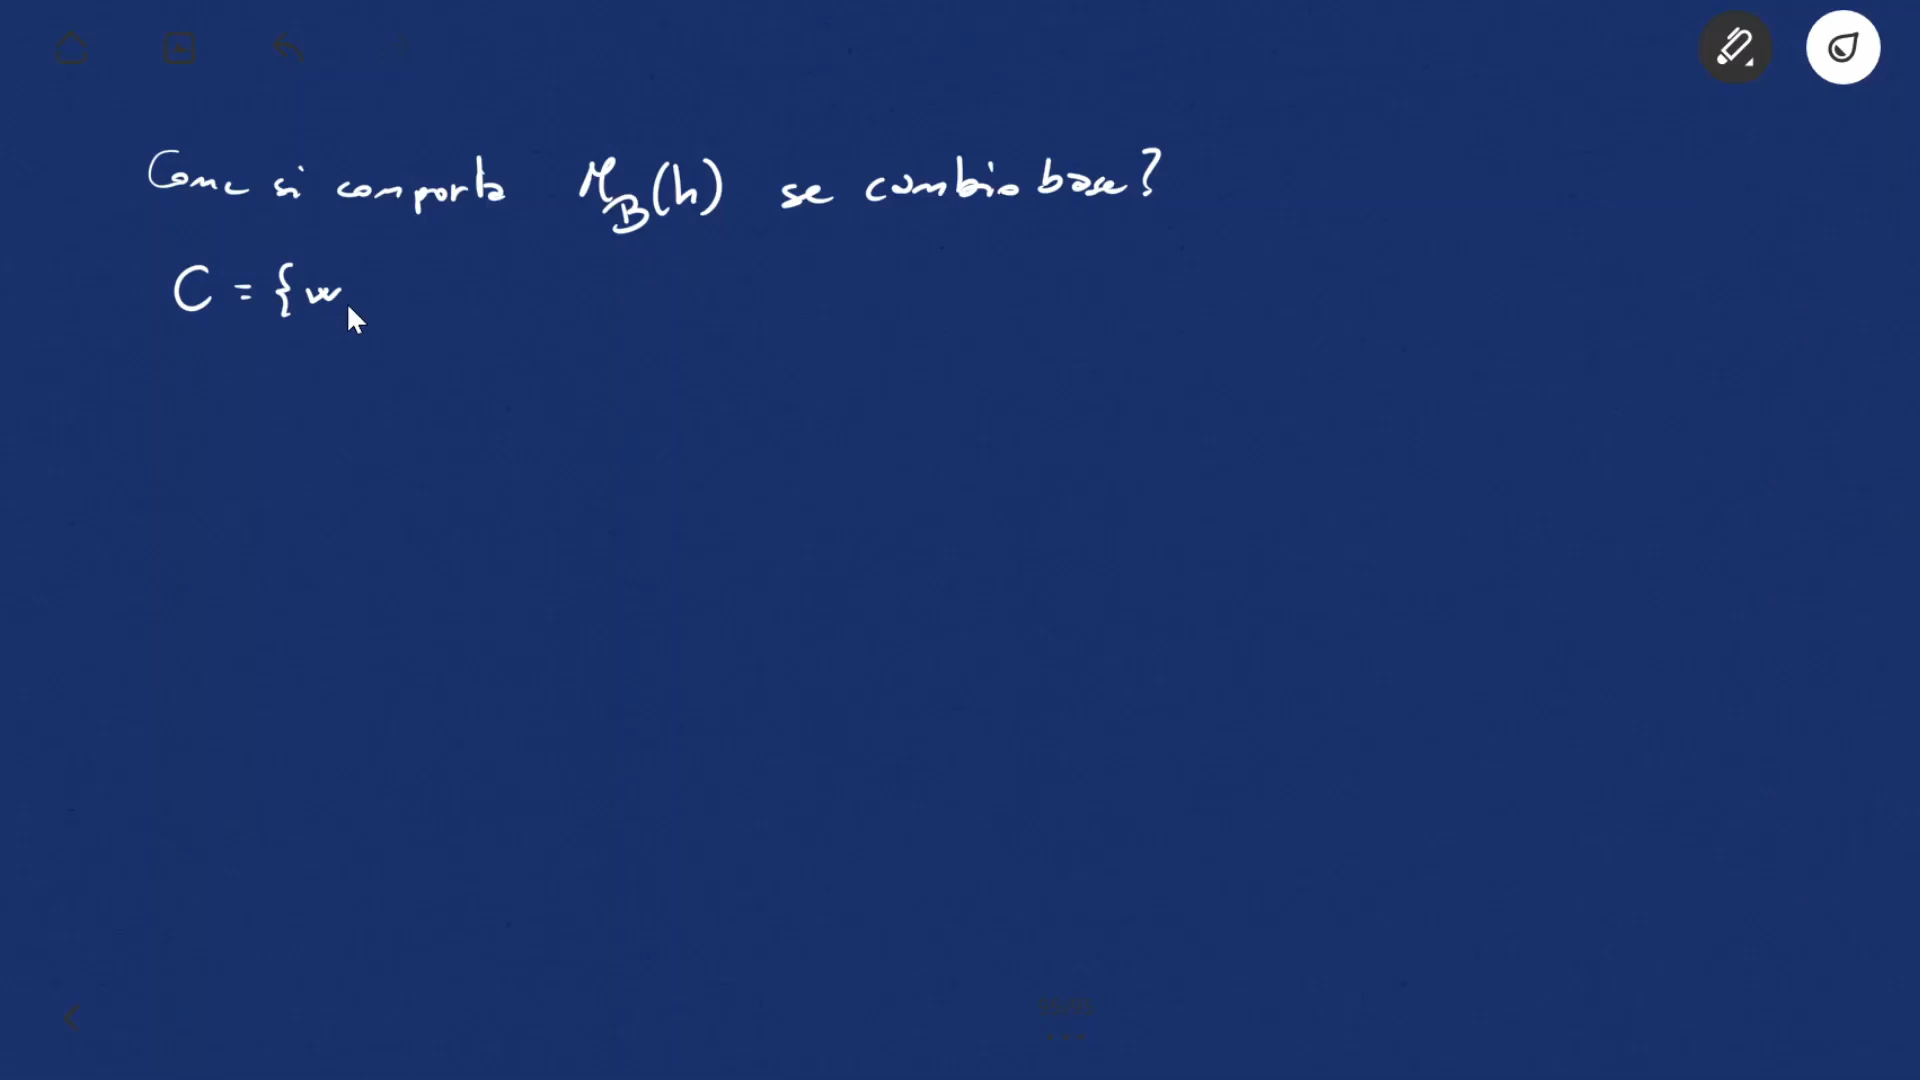 Come si comporta M_B(h) se cambio base?
C = {w